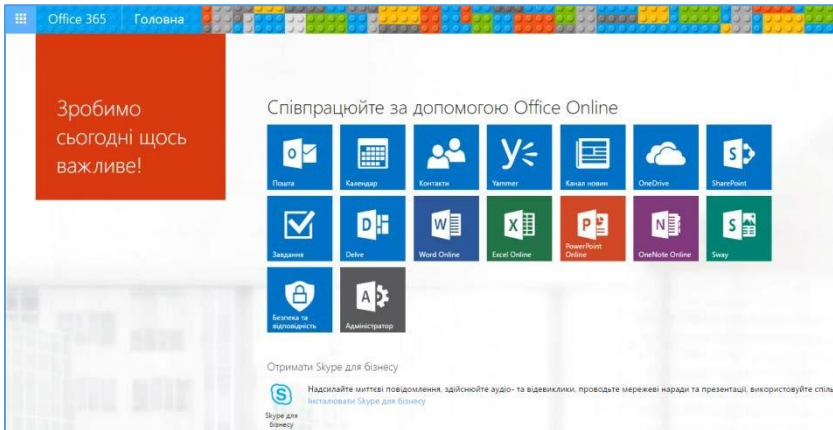 Office 365 Головна
Зробимо
сьогодні щось
важливе!
Співпрацюйте за допомогою Office Online
Пошта Календар Контакти Yammer Канал новин OneDrive SharePoint
Завдання Delve Word Online Excel Online PowerPoint Online OneNote Online Sway
Безпека та відповідність Адміністратор
Отримати Skype для бізнесу
Надсилайте миттєві повідомлення, здійснюйте аудіо- та відеовиклики, проводьте мережеві наради та презентації, використовуйте спіль
Інсталювати Skype для бізнесу
Skype для
бізнесу